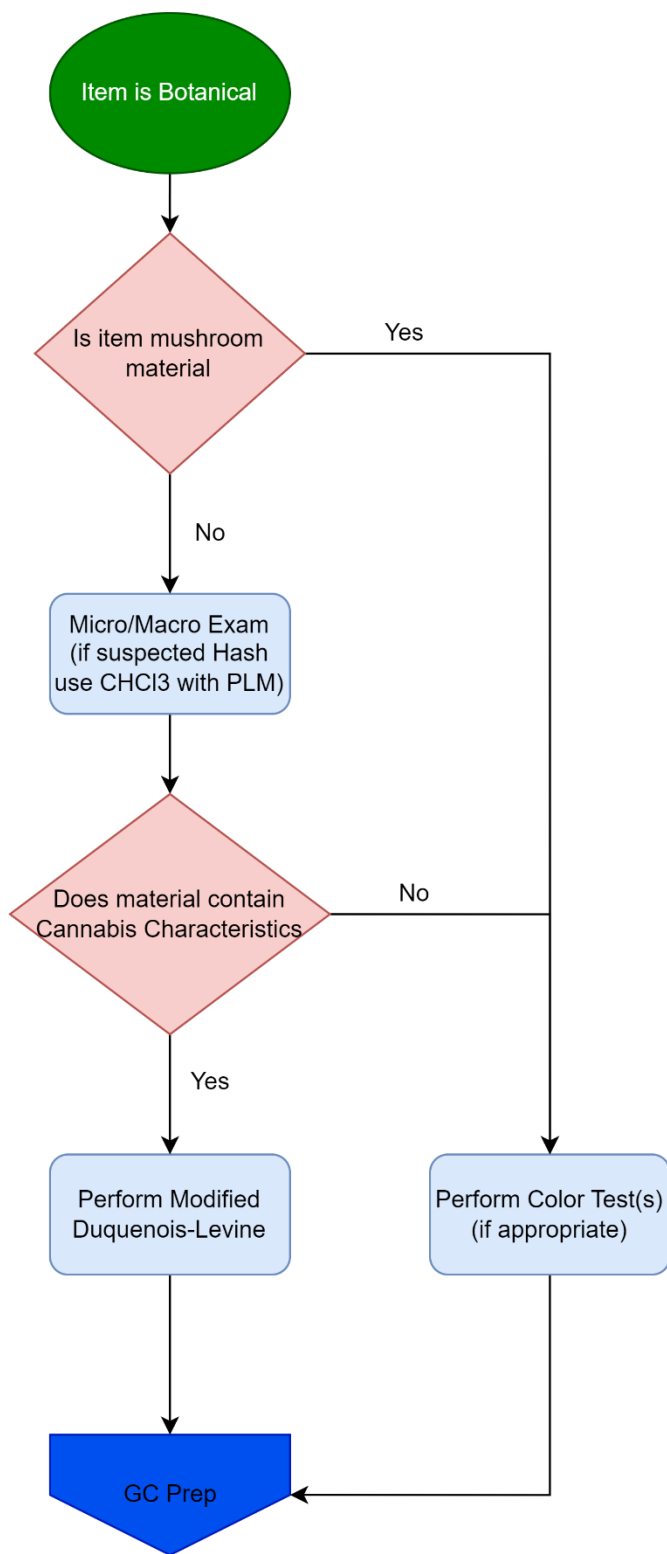 Item is Botanical
Is item mushroom
material
Yes
No
Micro/Macro Exam
(if suspected Hash
use CHCl3 with PLM)
Does material contain
Cannabis Characteristics
No
Yes
Perform Modified
Duquenois-Levine
Perform Color Test(s)
(if appropriate)
GC Prep